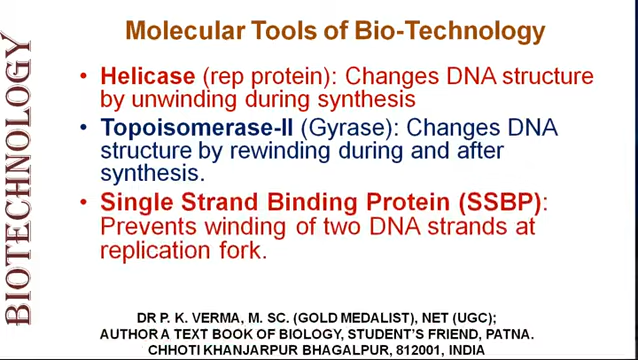 BIOTECHNOLOGY
Molecular Tools of Bio-Technology
• Helicase (rep protein): Changes DNA structure
by unwinding during synthesis
• Topoisomerase-II (Gyrase): Changes DNA
structure by rewinding during and after
synthesis.
• Single Strand Binding Protein (SSBP):
Prevents winding of two DNA strands at
replication fork.
DR P. K. VERMA, M. SC. (GOLD MEDALIST), NET (UGC);
AUTHOR A TEXT BOOK OF BIOLOGY, STUDENT'S FRIEND, PATNA.
CHHOTI KHANJARPUR BHAGALPUR, 812001, INDIA